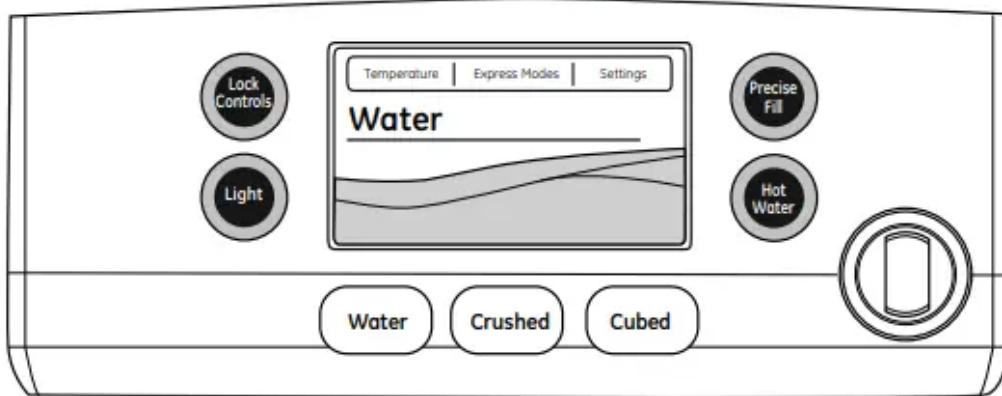 Lock
Controls
Temperature Express Modes Settings
Precise
Fill
Water
Light
Hot
Water
Water Crushed Cubed